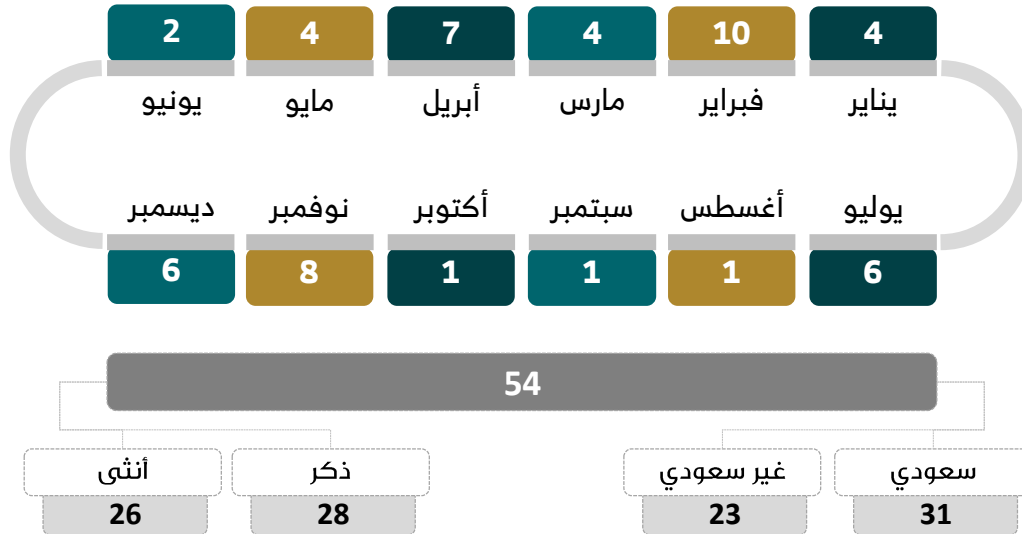 4 10 4 7 4 2
يناير فبراير مارس أبريل مايو يونيو
يوليو أغسطس سبتمبر أكتوبر نوفمبر ديسمبر
6 1 1 1 8 6
54
سعودي غير سعودي ذكر أنثى
31 23 28 26